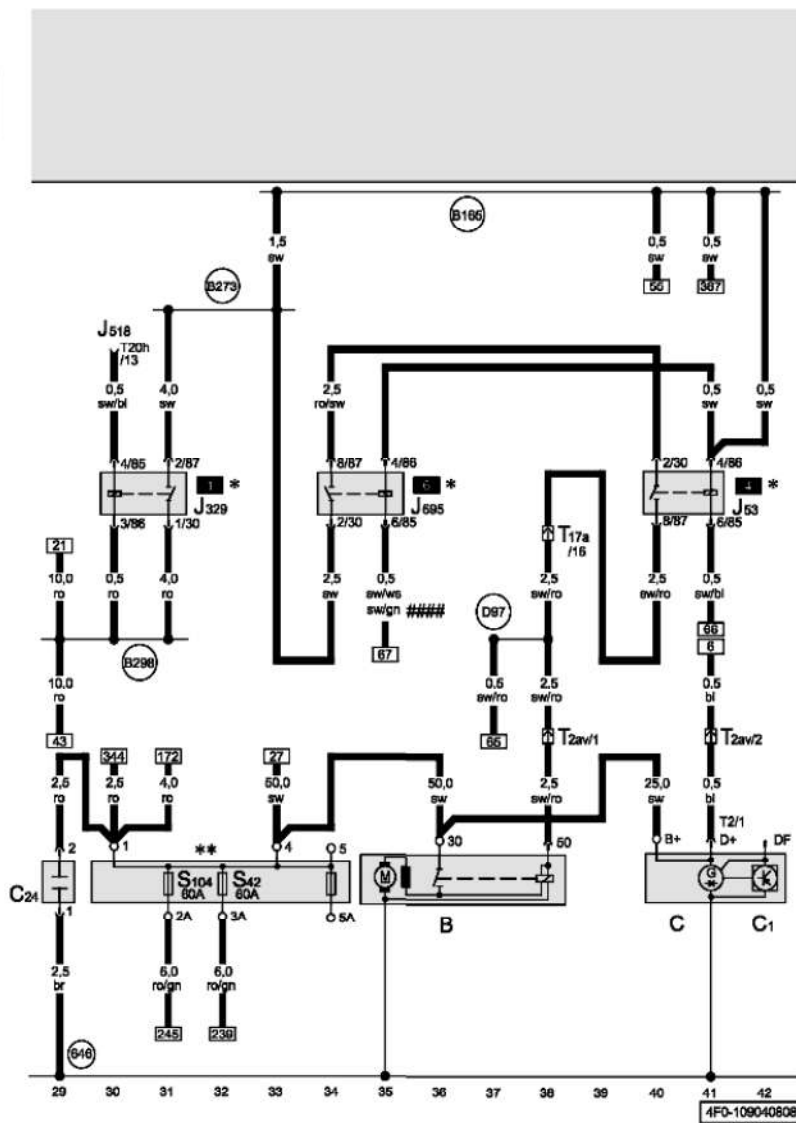 B165
1,5 0,5 0,5
sw sw sw
55 387
B273
J518
T20h
/13
0,5 4,0 2,5 0,5 0,5
sw/bl sw ro/sw sw sw
4/85 2/87 8/87 4/86 2/30 4/86
1 * 6 * 4 *
J329 J695 J53
3/86 1/30 2/30 6/85 8/87 6/85
T17a
/16
21
10,0 0,5 4,0 2,5 0,5 2,5 2,5 0,5
ro ro ro sw sw/ws sw/ro sw/ro sw/bl
sw/gn ####
D97
66
67 6
B298
10,0 0,5 2,5 0,5
ro sw/ro sw/ro bl
43 344 172 27 65 T2av/1 T2av/2
2,5 2,5 4,0 50,0 50,0 2,5 25,0 0,5
ro ro ro sw sw sw/ro sw bl
T2/1
2 1 ** 4 5 30 50 B+ D+ DF
C24 S104 S42 M G
60A
1 2A 3A 5A B C C1
2,5 6,0 6,0
br ro/gn ro/gn
245 239
646
29 30 31 32 33 34 35 36 37 38 39 40 41 42
4F0-109040808